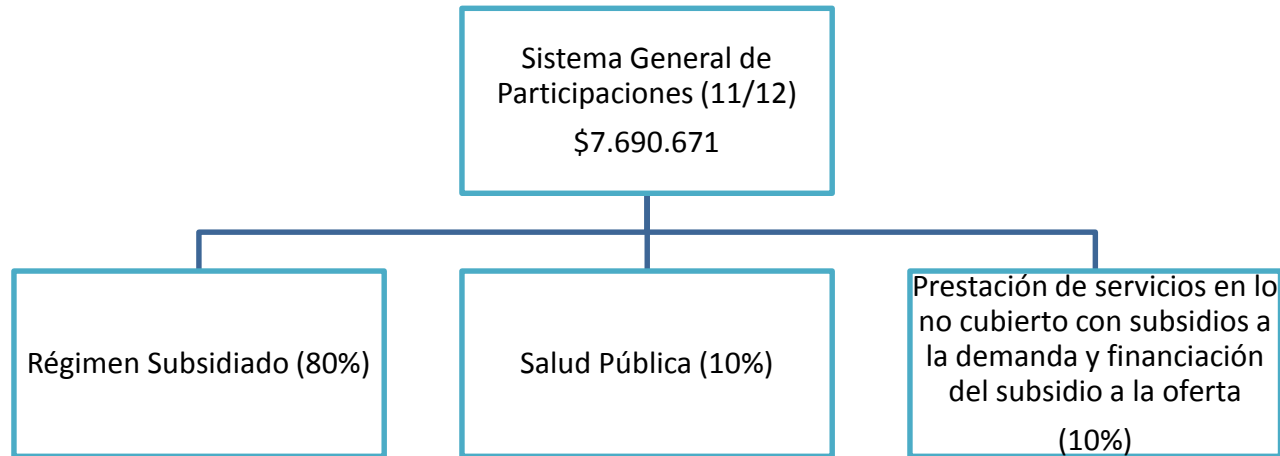 Sistema General de
Participaciones (11/12)
$7.690.671
Régimen Subsidiado (80%)
Salud Pública (10%)
Prestación de servicios en lo
no cubierto con subsidios a
la demanda y financiación
del subsidio a la oferta
(10%)